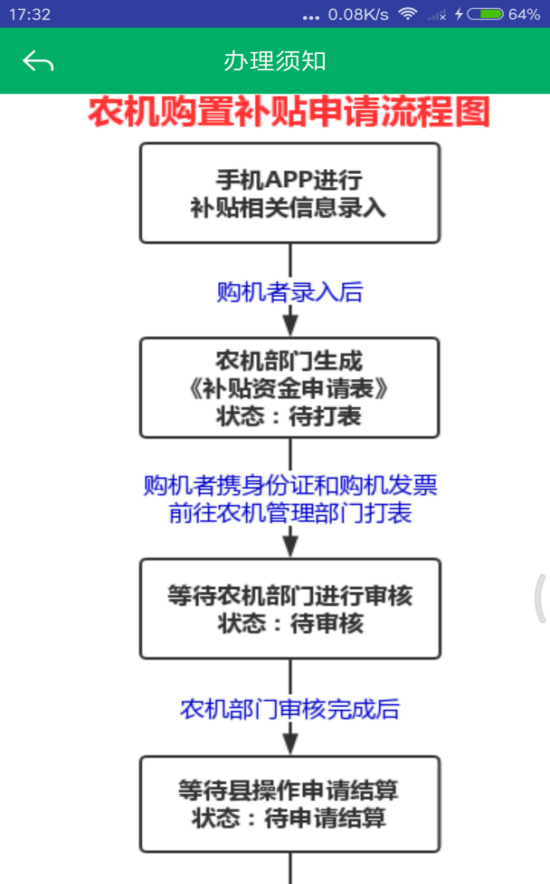 17:32
... 0.08K/s
64%
办理须知
农机购置补贴申请流程图
手机APP进行
补贴相关信息录入
购机者录入后
农机部门生成
《补贴资金申请表》
状态：待打表
购机者携身份证和购机发票
前往农机管理部门打表
等待农机部门进行审核
状态：待审核
农机部门审核完成后
等待县操作申请结算
状态：待申请结算